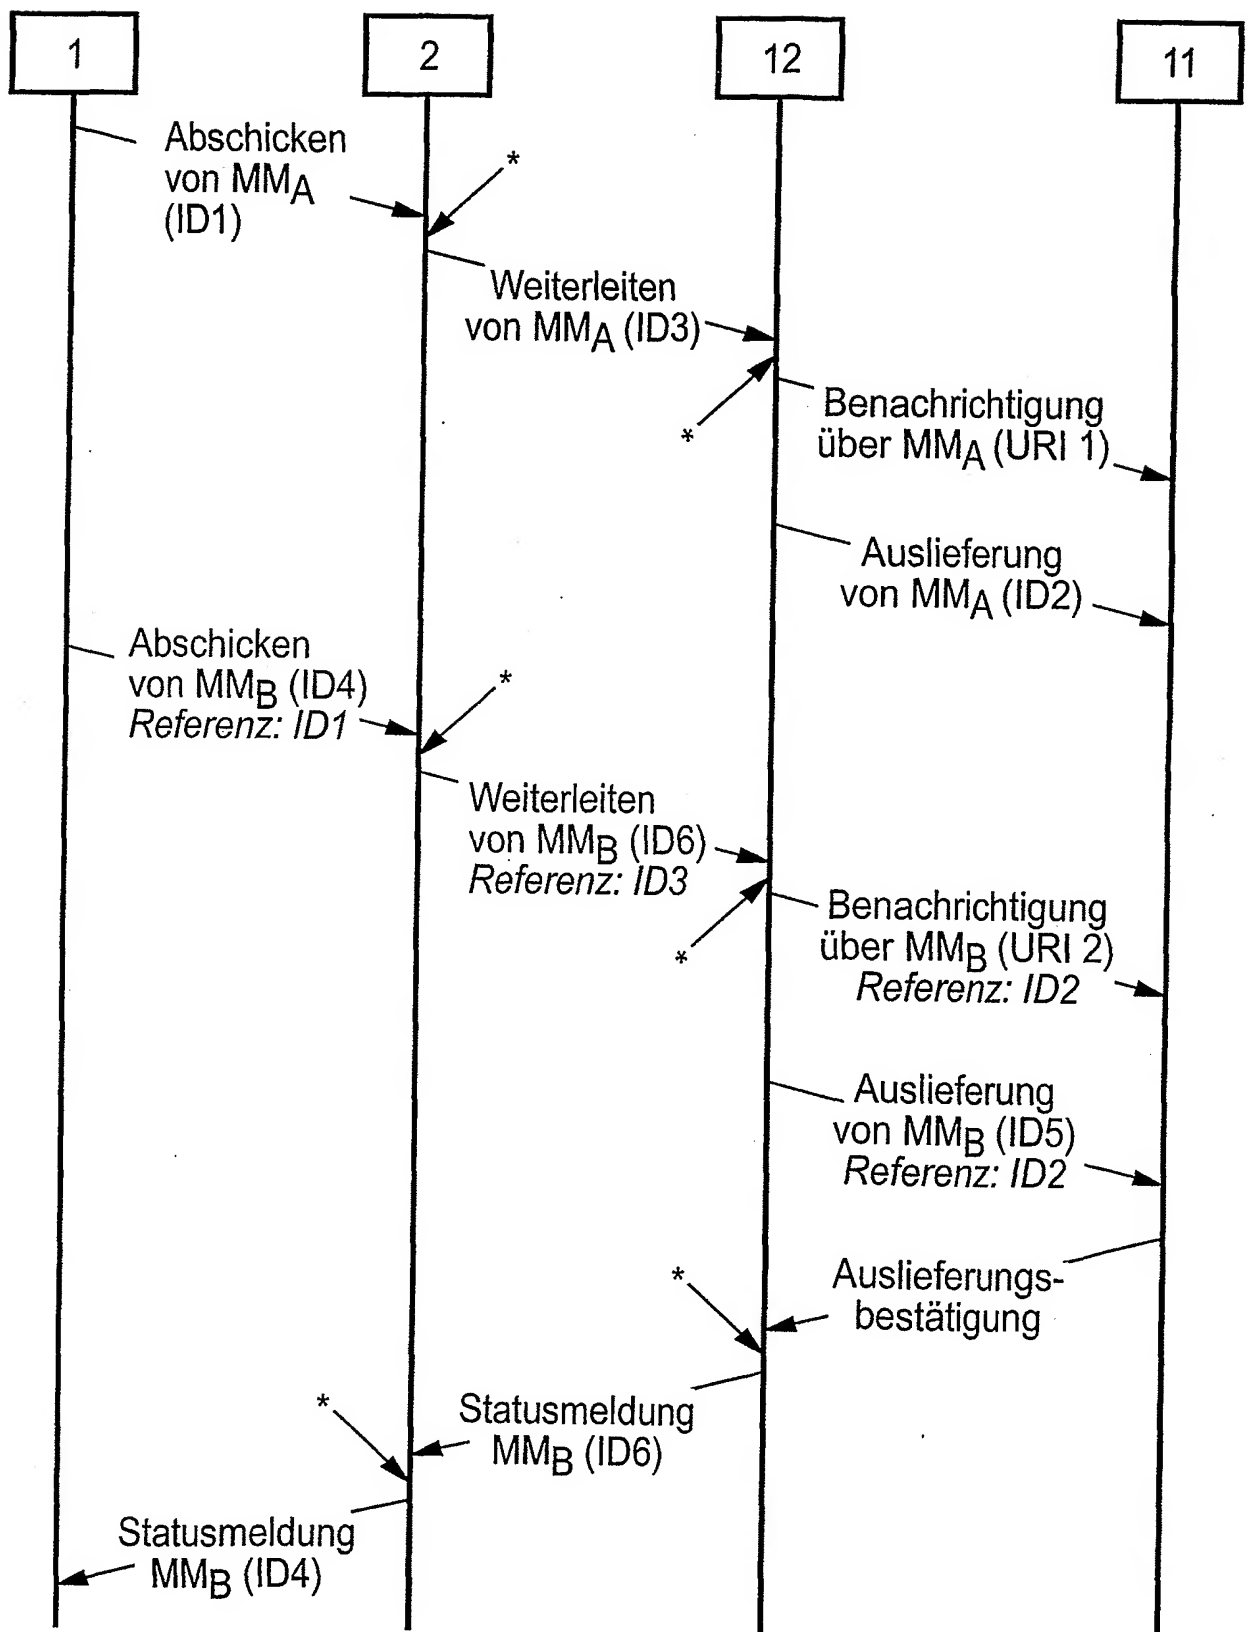 1
2
12
11
Abschicken
von MMA
(ID1)
*
Weiterleiten
von MMA (ID3)
*
Benachrichtigung
über MMA (URI 1)
Auslieferung
von MMA (ID2)
Abschicken
von MMB (ID4)
Referenz: ID1
*
Weiterleiten
von MMB (ID6)
Referenz: ID3
*
Benachrichtigung
über MMB (URI 2)
Referenz: ID2
Auslieferung
von MMB (ID5)
Referenz: ID2
*
Auslieferungs-
bestätigung
*
Statusmeldung
MMB (ID6)
Statusmeldung
MMB (ID4)